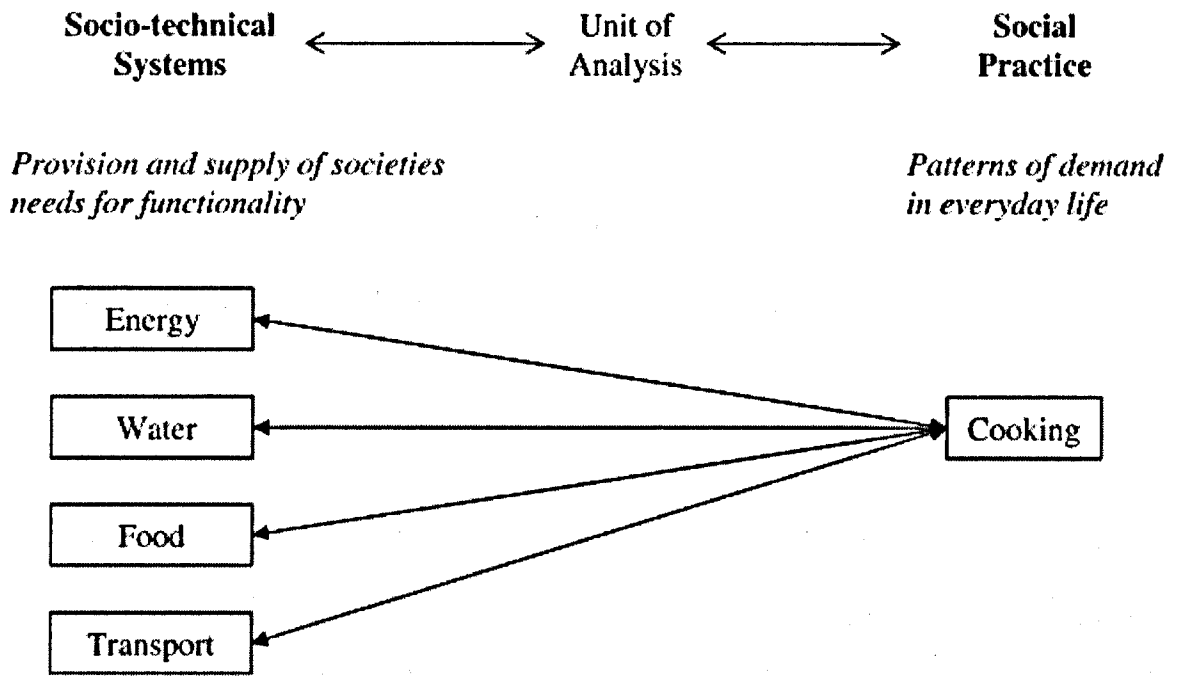 Socio-technical
Systems
Unit of
Analysis
Social
Practice
Provision and supply of societies
needs for functionality
Patterns of demand
in everyday life
Energy
Water
Cooking
Food
Transport